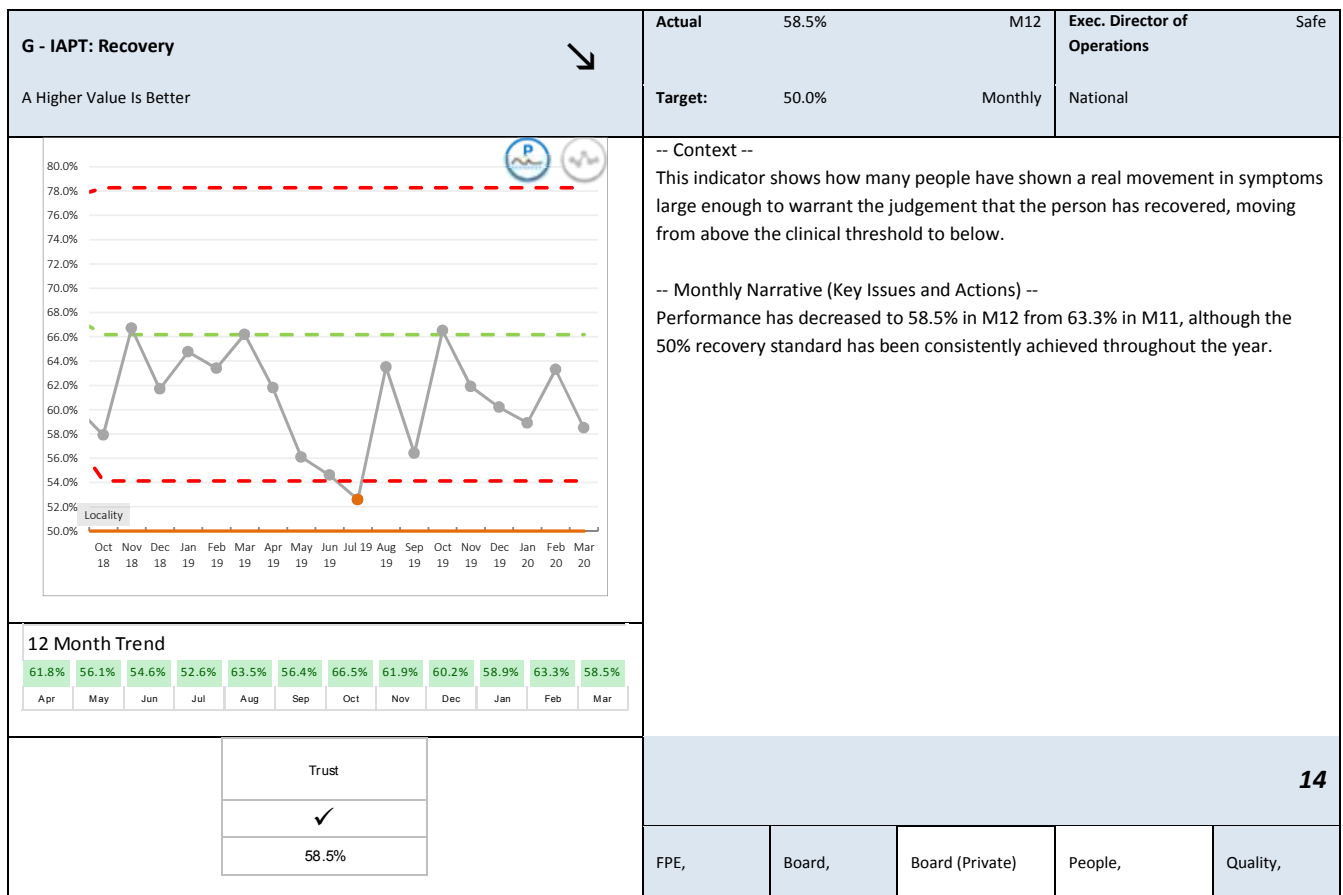 G - IAPT: Recovery
↘
A Higher Value Is Better
Actual 58.5% M12
Target: 50.0% Monthly
Exec. Director of Safe
Operations
National
80.0%
78.0%
76.0%
74.0%
72.0%
70.0%
68.0%
66.0%
64.0%
62.0%
60.0%
58.0%
56.0%
54.0%
52.0%
50.0%
P
Locality
Oct Nov Dec Jan Feb Mar Apr May Jun Jul 19 Aug Sep Oct Nov Dec Jan Feb Mar
18 18 18 19 19 19 19 19 19 19 19 19 19 19 20 20 20
-- Context --
This indicator shows how many people have shown a real movement in symptoms
large enough to warrant the judgement that the person has recovered, moving
from above the clinical threshold to below.
-- Monthly Narrative (Key Issues and Actions) --
Performance has decreased to 58.5% in M12 from 63.3% in M11, although the
50% recovery standard has been consistently achieved throughout the year.
12 Month Trend
61.8% 56.1% 54.6% 52.6% 63.5% 56.4% 66.5% 61.9% 60.2% 58.9% 63.3% 58.5%
Apr May Jun Jul Aug Sep Oct Nov Dec Jan Feb Mar
Trust
✓
58.5%
14
FPE, Board, Board (Private) People, Quality,